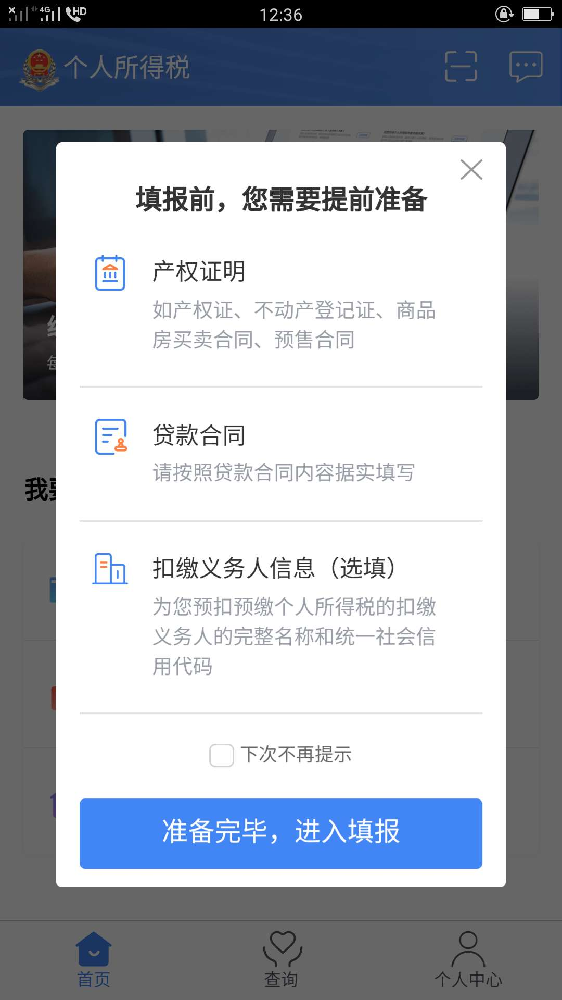 4G HD 12:36
个人所得税
填报前，您需要提前准备
产权证明
如产权证、不动产登记证、商品
房买卖合同、预售合同
贷款合同
请按照贷款合同内容据实填写
我要
扣缴义务人信息（选填）
为您预扣预缴个人所得税的扣缴
义务人的完整名称和统一社会信
用代码
下次不再提示
准备完毕，进入填报
首页 查询 个人中心